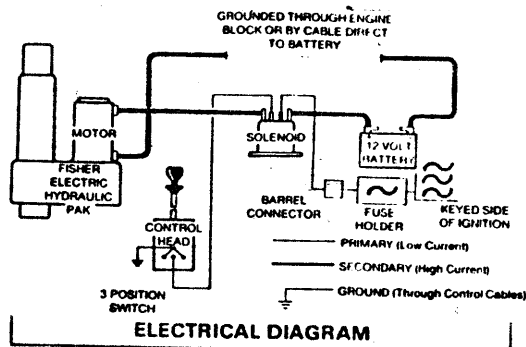 GROUNDED THROUGH ENGINE
BLOCK OR BY CABLE DIRECT
TO BATTERY
MOTOR
SOLENOID
12 VOLT
BATTERY
FISHER
ELECTRIC
HYDRAULIC
PAK
BARREL
CONNECTOR
FUSE
HOLDER
KEYED SIDE
OF IGNITION
CONTROL
HEAD
3 POSITION
SWITCH
PRIMARY (Low Current)
SECONDARY (High Current)
GROUND (Through Control Cables)
ELECTRICAL DIAGRAM